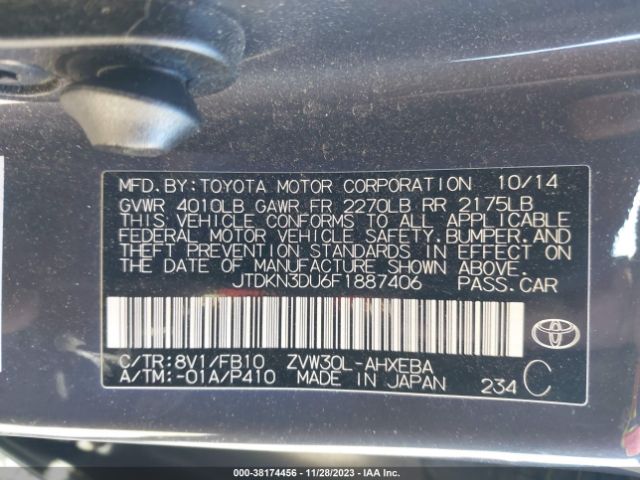 MFD.BY:TOYOTA MOTOR CORPORATION 10/14
GVWR 4010LB GAWR FR 2270LB RR 2175LB
THIS VEHICLE CONFORMS TO ALL APPLICABLE
FEDERAL MOTOR VEHICLE SAFETY.BUMPER.AND
THEFT PREVENTION STANDARDS IN EFFECT ON
THE DATE OF MANUFACTURE SHOWN ABOVE.
JTDKN3DU6F1887406 PASS.CAR
C/TR:8V1/FB10 ZVW30L-AHXEBA
A/TM:-01A/P410 MADE IN JAPAN 234 C
000-38174456 - 11/28/2023 - IAA Inc.